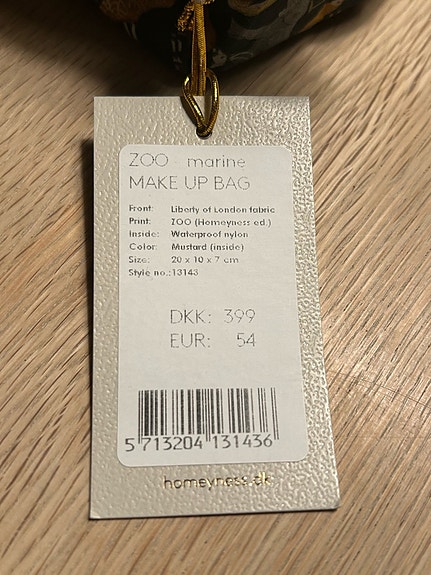 ZOO - marine
MAKE UP BAG
Front: Liberty of London fabric
Print: ZOO (Homeyness ed.)
Inside: Waterproof nylon
Color: Mustard (inside)
Size: 20 x 10 x 7 cm
Style no.: 13143
DKK: 399
EUR: 54
5 713204 131436
homeyness.dk